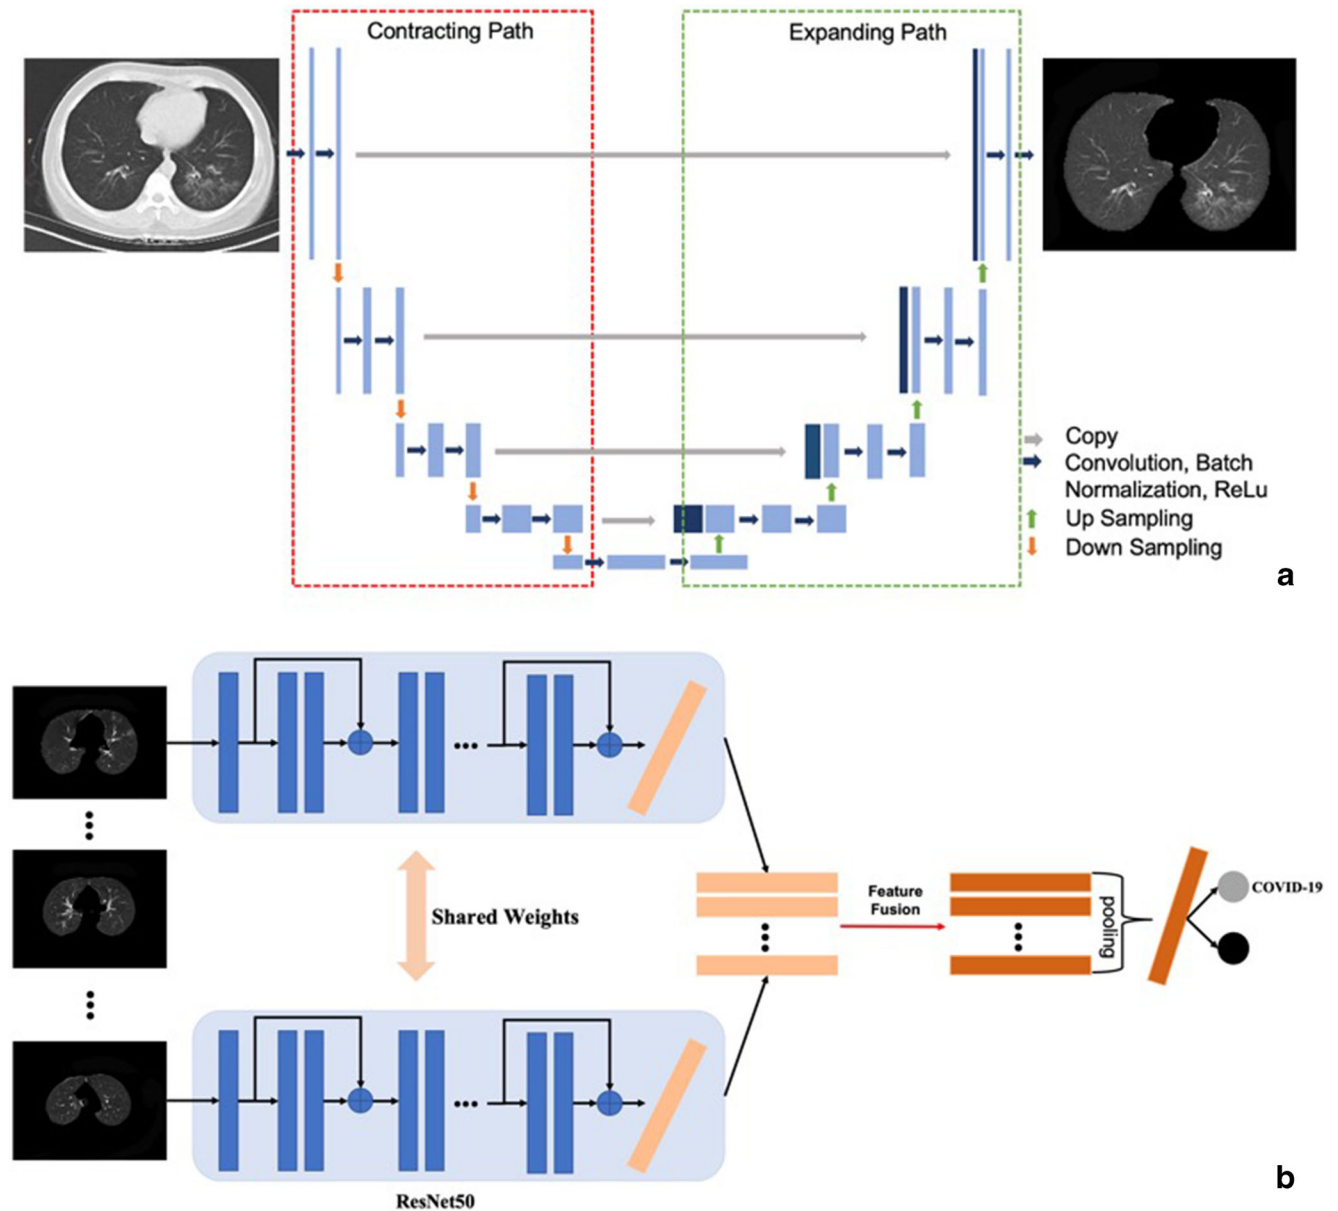 Contracting Path
Expanding Path
Copy
Convolution, Batch
Normalization, ReLu
Up Sampling
Down Sampling
a
Shared Weights
Feature
Fusion
pooling
COVID-19
ResNet50
b